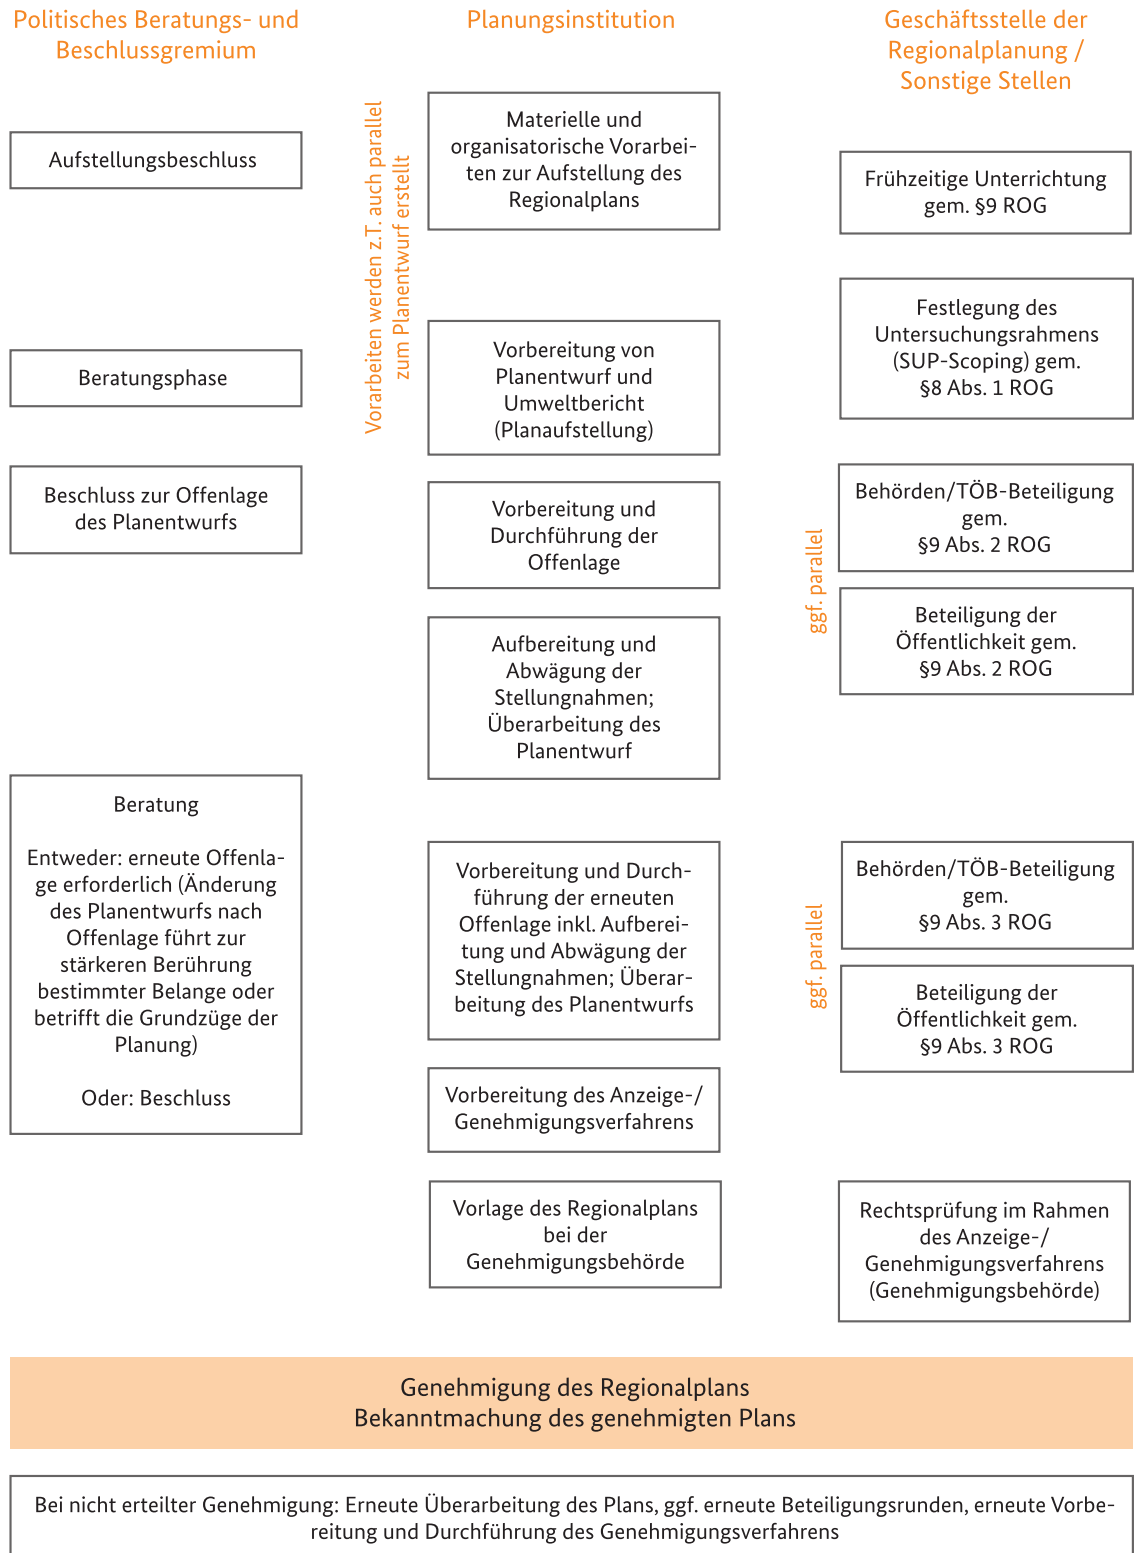 Politisches Beratungs- und
Beschlussgremium
Planungsinstitution
Geschäftsstelle der
Regionalplanung /
Sonstige Stellen
Aufstellungsbeschluss
Beratungsphase
Beschluss zur Offenlage
des Planentwurfs
Beratung
Entweder: erneute Offenla-
ge erforderlich (Änderung
des Planentwurfs nach
Offenlage führt zur
stärkeren Berührung
bestimmter Belange oder
betrifft die Grundzüge der
Planung)
Oder: Beschluss
Vorarbeiten werden z.T. auch parallel
zum Planentwurf erstellt
Materielle und
organisatorische Vorarbei-
ten zur Aufstellung des
Regionalplans
Vorbereitung von
Planentwurf und
Umweltbericht
(Planaufstellung)
Vorbereitung und
Durchführung der
Offenlage
Aufbereitung und
Abwägung der
Stellungnahmen;
Überarbeitung des
Planentwurf
Vorbereitung und Durch-
führung der erneuten
Offenlage inkl. Aufberei-
tung und Abwägung der
Stellungnahmen; Überar-
beitung des Planentwurfs
Vorbereitung des Anzeige-/
Genehmigungsverfahrens
Vorlage des Regionalplans
bei der
Genehmigungsbehörde
Frühzeitige Unterrichtung
gem. §9 ROG
Festlegung des
Untersuchungsrahmens
(SUP-Scoping) gem.
§8 Abs. 1 ROG
ggf. parallel
Behörden/TÖB-Beteiligung
gem.
§9 Abs. 2 ROG
Beteiligung der
Öffentlichkeit gem.
§9 Abs. 2 ROG
ggf. parallel
Behörden/TÖB-Beteiligung
gem.
§9 Abs. 3 ROG
Beteiligung der
Öffentlichkeit gem.
§9 Abs. 3 ROG
Rechtsprüfung im Rahmen
des Anzeige-/
Genehmigungsverfahrens
(Genehmigungsbehörde)
Genehmigung des Regionalplans
Bekanntmachung des genehmigten Plans
Bei nicht erteilter Genehmigung: Erneute Überarbeitung des Plans, ggf. erneute Beteiligungsrunden, erneute Vorbe-
reitung und Durchführung des Genehmigungsverfahrens